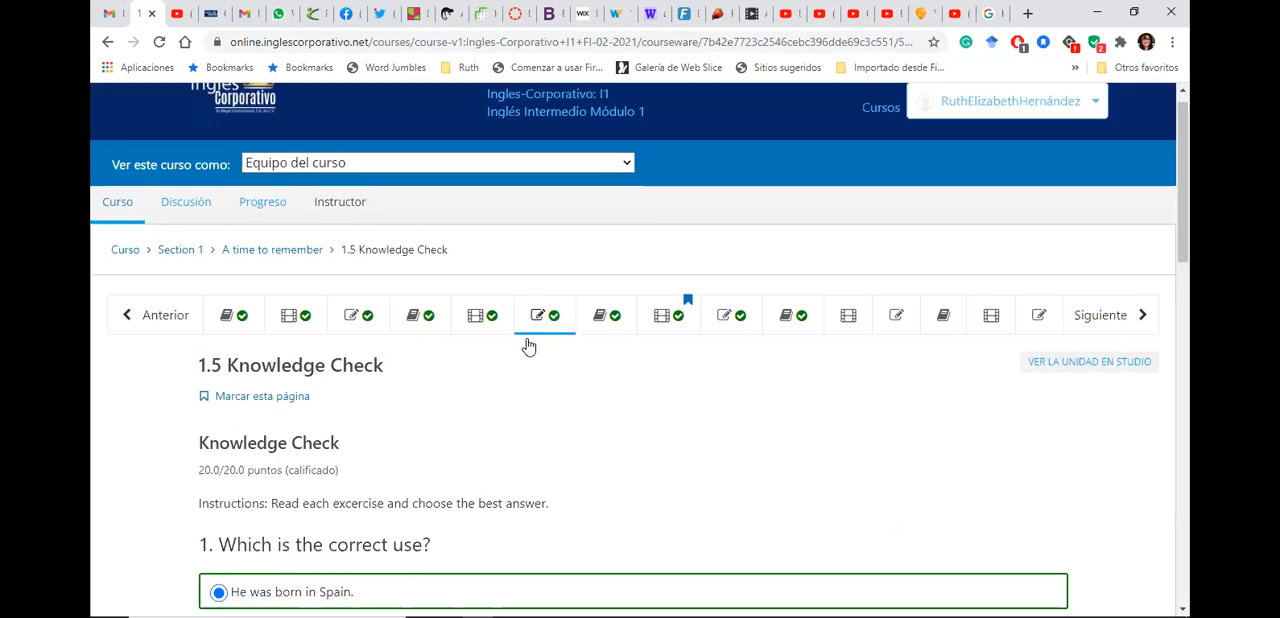 online.inglescorporativo.net/courses/course-v1:Ingles-Corporativo+I1+FI-02-2021/courseware/7b42e7723c2546cebc396dde69c3c551/5...
Aplicaciones Bookmarks Bookmarks Word Jumbles Ruth Comenzar a usar Fir... Galería de Web Slice Sitios sugeridos Importado desde Fi... » Otros favoritos
Inglés
Corporativo
Ingles-Corporativo: I1
Inglés Intermedio Módulo 1
Cursos
RuthElizabethHernández
Ver este curso como: Equipo del curso
Curso Discusión Progreso Instructor
Curso > Section 1 > A time to remember > 1.5 Knowledge Check
Anterior Siguiente
1.5 Knowledge Check
VER LA UNIDAD EN STUDIO
Marcar esta página
Knowledge Check
20.0/20.0 puntos (calificado)
Instructions: Read each excercise and choose the best answer.
1. Which is the correct use?
He was born in Spain.